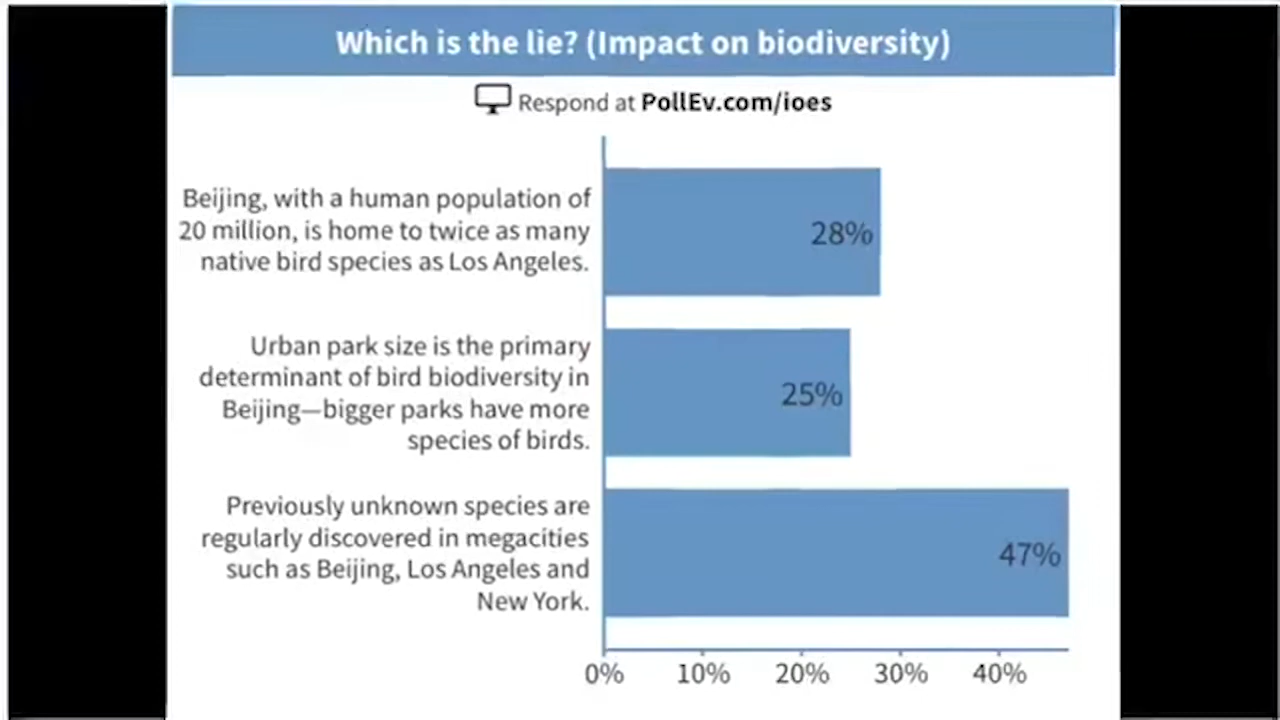 Which is the lie? (Impact on biodiversity)
Respond at PollEv.com/ioes
Beijing, with a human population of
20 million, is home to twice as many
native bird species as Los Angeles.
28%
Urban park size is the primary
determinant of bird biodiversity in
Beijing—bigger parks have more
species of birds.
25%
Previously unknown species are
regularly discovered in megacities
such as Beijing, Los Angeles and
New York.
47%
0% 10% 20% 30% 40%